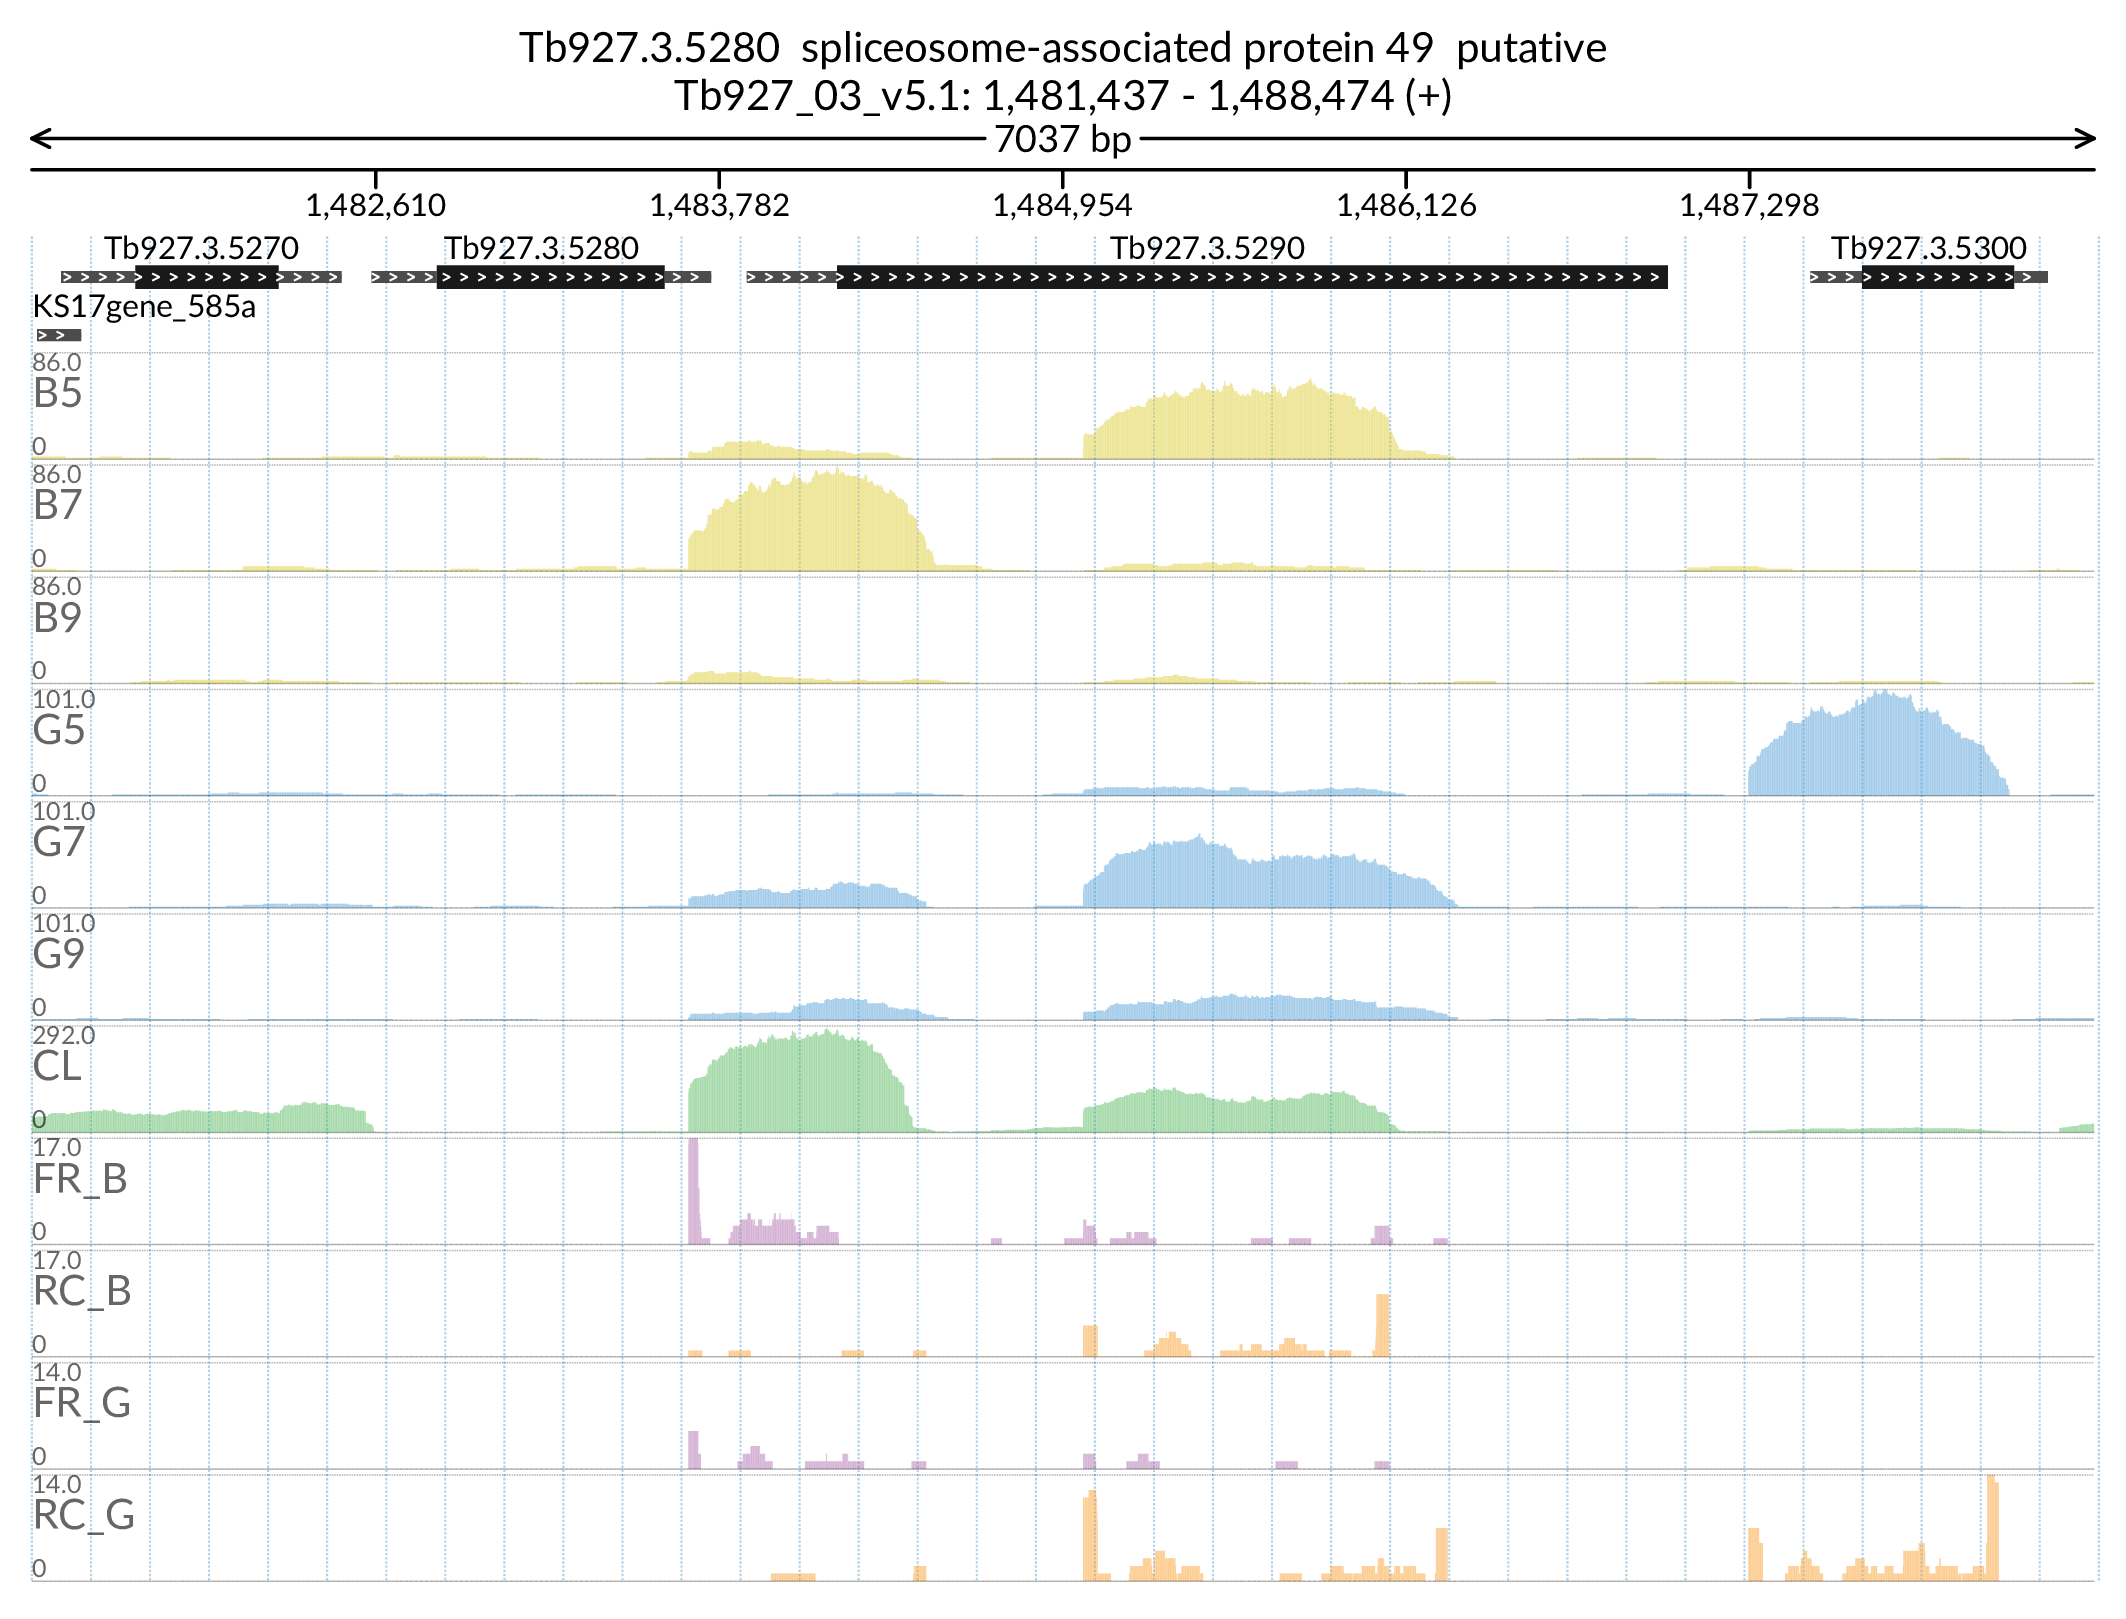 Tb927.3.5280 spliceosome-associated protein 49 putative
Tb927_03_v5.1: 1,481,437 - 1,488,474 (+)
7037 bp
1,482,610 1,483,782 1,484,954 1,486,126 1,487,298
Tb927.3.5270 Tb927.3.5280 Tb927.3.5290 Tb927.3.5300
KS17gene_585a
86.0
B5
0
86.0
B7
0
86.0
B9
0
101.0
G5
0
101.0
G7
0
101.0
G9
0
292.0
CL
0
17.0
FR_B
0
17.0
RC_B
0
14.0
FR_G
0
14.0
RC_G
0